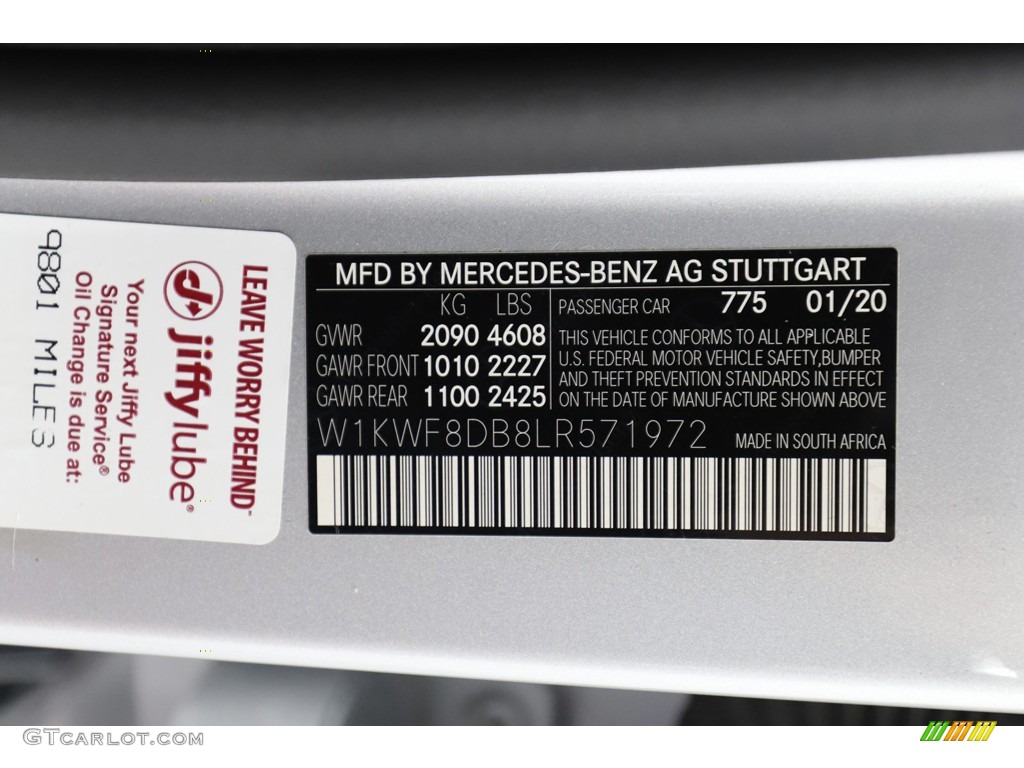 MFD BY MERCEDES-BENZ AG STUTTGART
KG LBS
GVWR 2090 4608
GAWR FRONT 1010 2227
GAWR REAR 1100 2425
PASSENGER CAR 775 01/20
THIS VEHICLE CONFORMS TO ALL APPLICABLE
U.S. FEDERAL MOTOR VEHICLE SAFETY,BUMPER
AND THEFT PREVENTION STANDARDS IN EFFECT
ON THE DATE OF MANUFACTURE SHOWN ABOVE
W1KWF8DB8LR571972 MADE IN SOUTH AFRICA
LEAVE WORRY BEHIND™
jiffylube®
Your next Jiffy Lube
Signature Service®
Oil Change is due at:
9801 MILES
GTCARLOT.COM